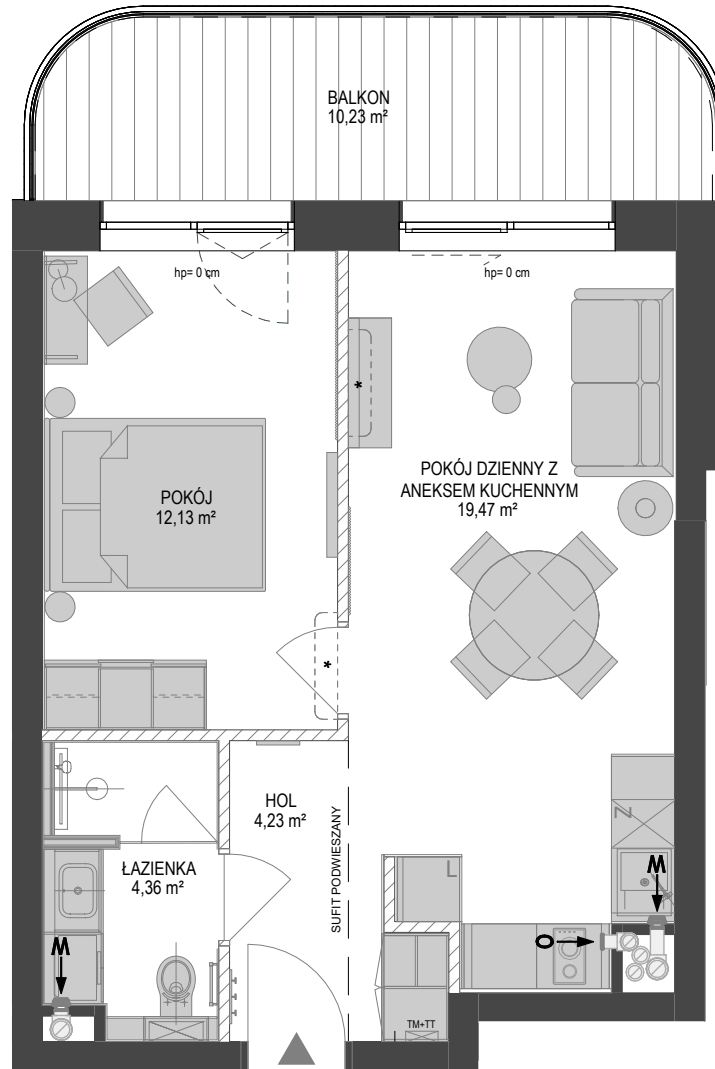 BALKON
10,23 m²
hp= 0 cm
hp= 0 cm
*
POKÓJ DZIENNY Z
ANEKSEM KUCHENNYM
19,47 m²
POKÓJ
12,13 m²
*
HOL
4,23 m²
SUFIT PODWIESZANY
Z
ŁAZIENKA
4,36 m²
L
W
O
W
TM+TT